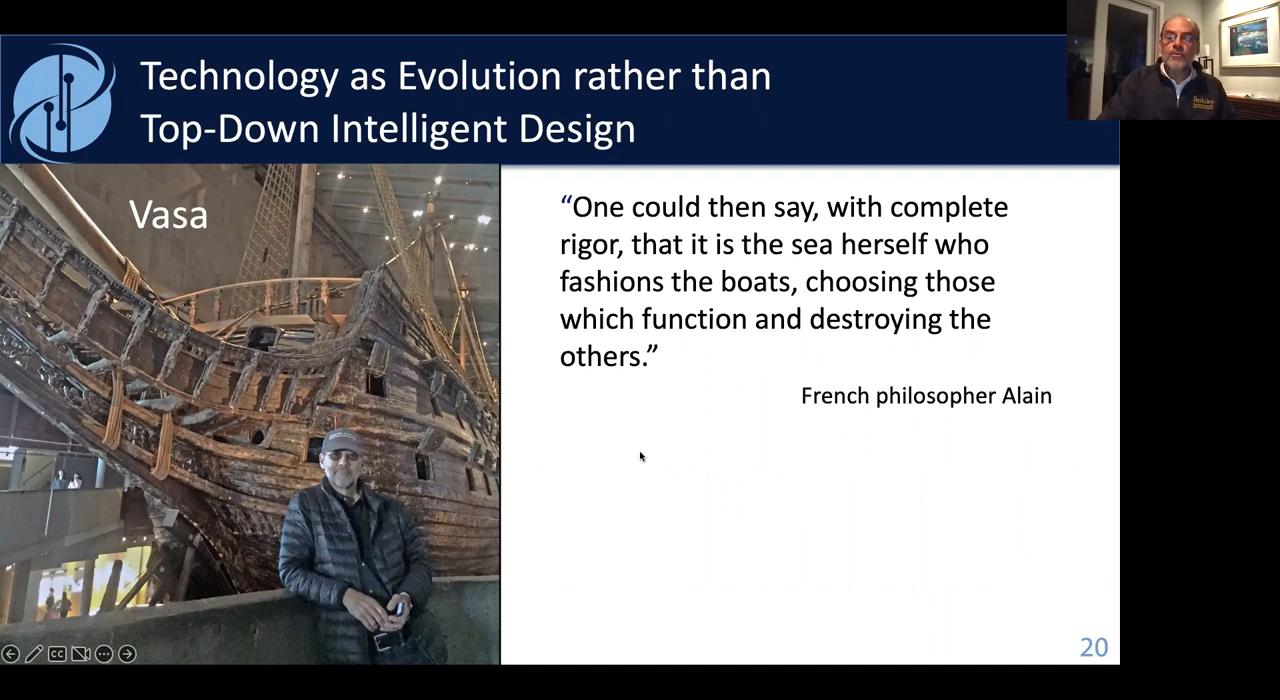 Technology as Evolution rather than
Top-Down Intelligent Design
Vasa
“One could then say, with complete
rigor, that it is the sea herself who
fashions the boats, choosing those
which function and destroying the
others.”
French philosopher Alain
Berkeley
CC
20